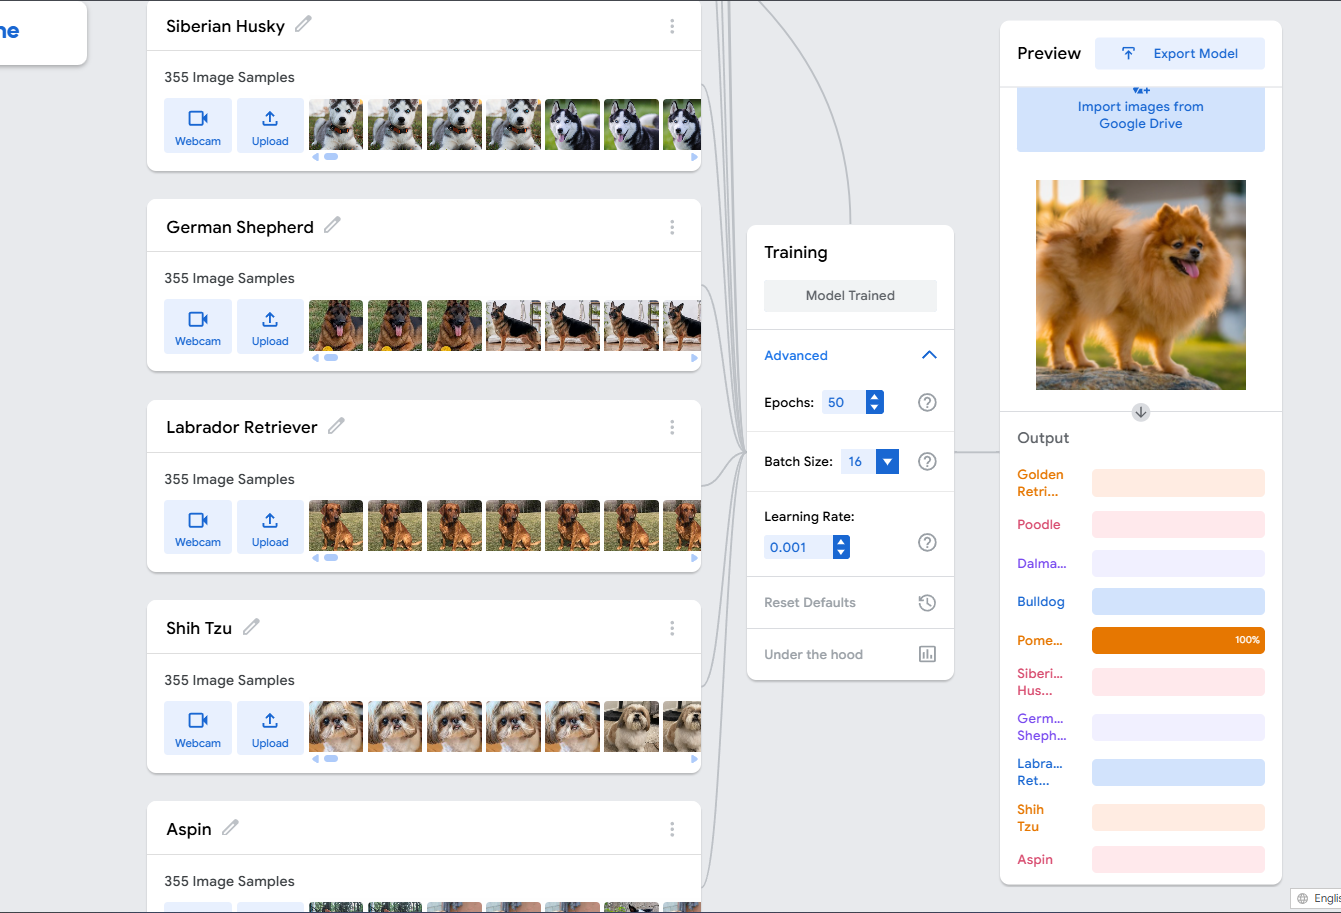 ne
Siberian Husky
355 Image Samples
Webcam
Upload
German Shepherd
355 Image Samples
Webcam
Upload
Labrador Retriever
355 Image Samples
Webcam
Upload
Shih Tzu
355 Image Samples
Webcam
Upload
Aspin
355 Image Samples
Training
Model Trained
Advanced
Epochs: 50
Batch Size: 16
Learning Rate:
0.001
Reset Defaults
Under the hood
Preview
Export Model
Import images from
Google Drive
Output
Golden
Retri...
Poodle
Dalma...
Bulldog
Pome...
100%
Siberi...
Hus...
Germ...
Sheph...
Labra...
Ret...
Shih
Tzu
Aspin
Englis